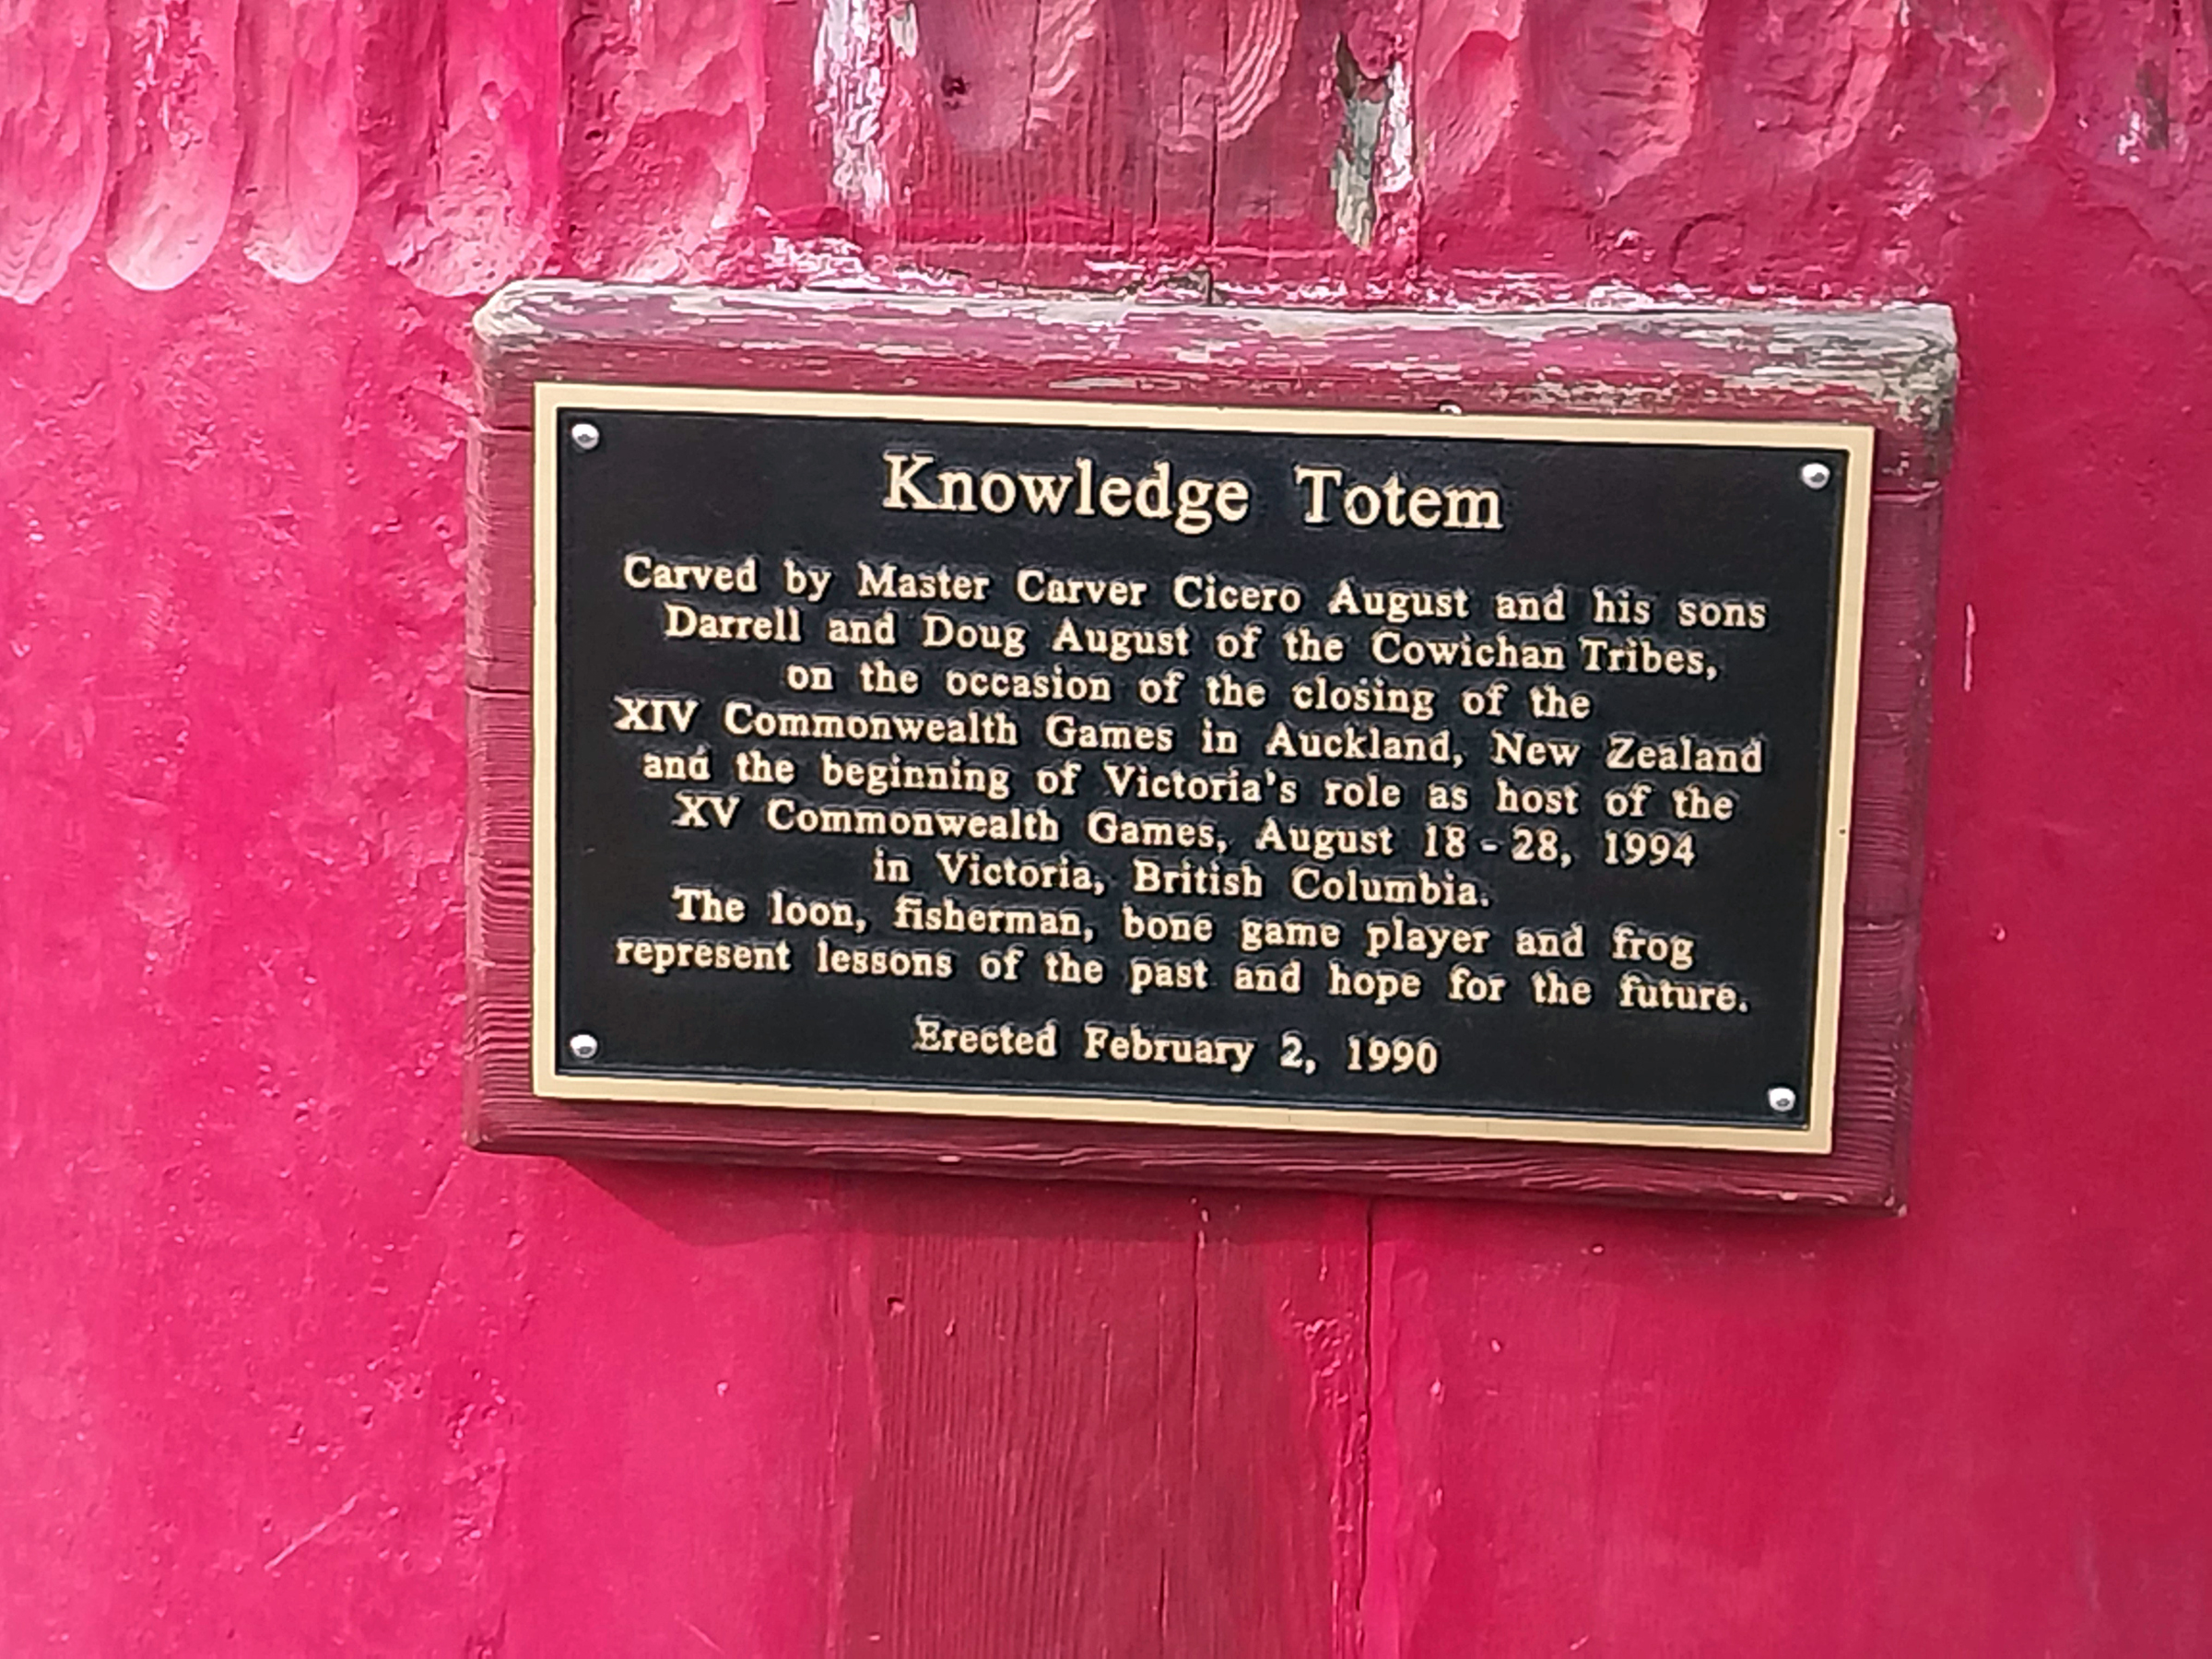 Knowledge Totem
Carved by Master Carver Cicero August and his sons
Darrell and Doug August of the Cowichan Tribes,
on the occasion of the closing of the
XIV Commonwealth Games in Auckland, New Zealand
and the beginning of Victoria's role as host of the
XV Commonwealth Games, August 18 - 28, 1994
in Victoria, British Columbia.
The loon, fisherman, bone game player and frog
represent lessons of the past and hope for the future.
Erected February 2, 1990